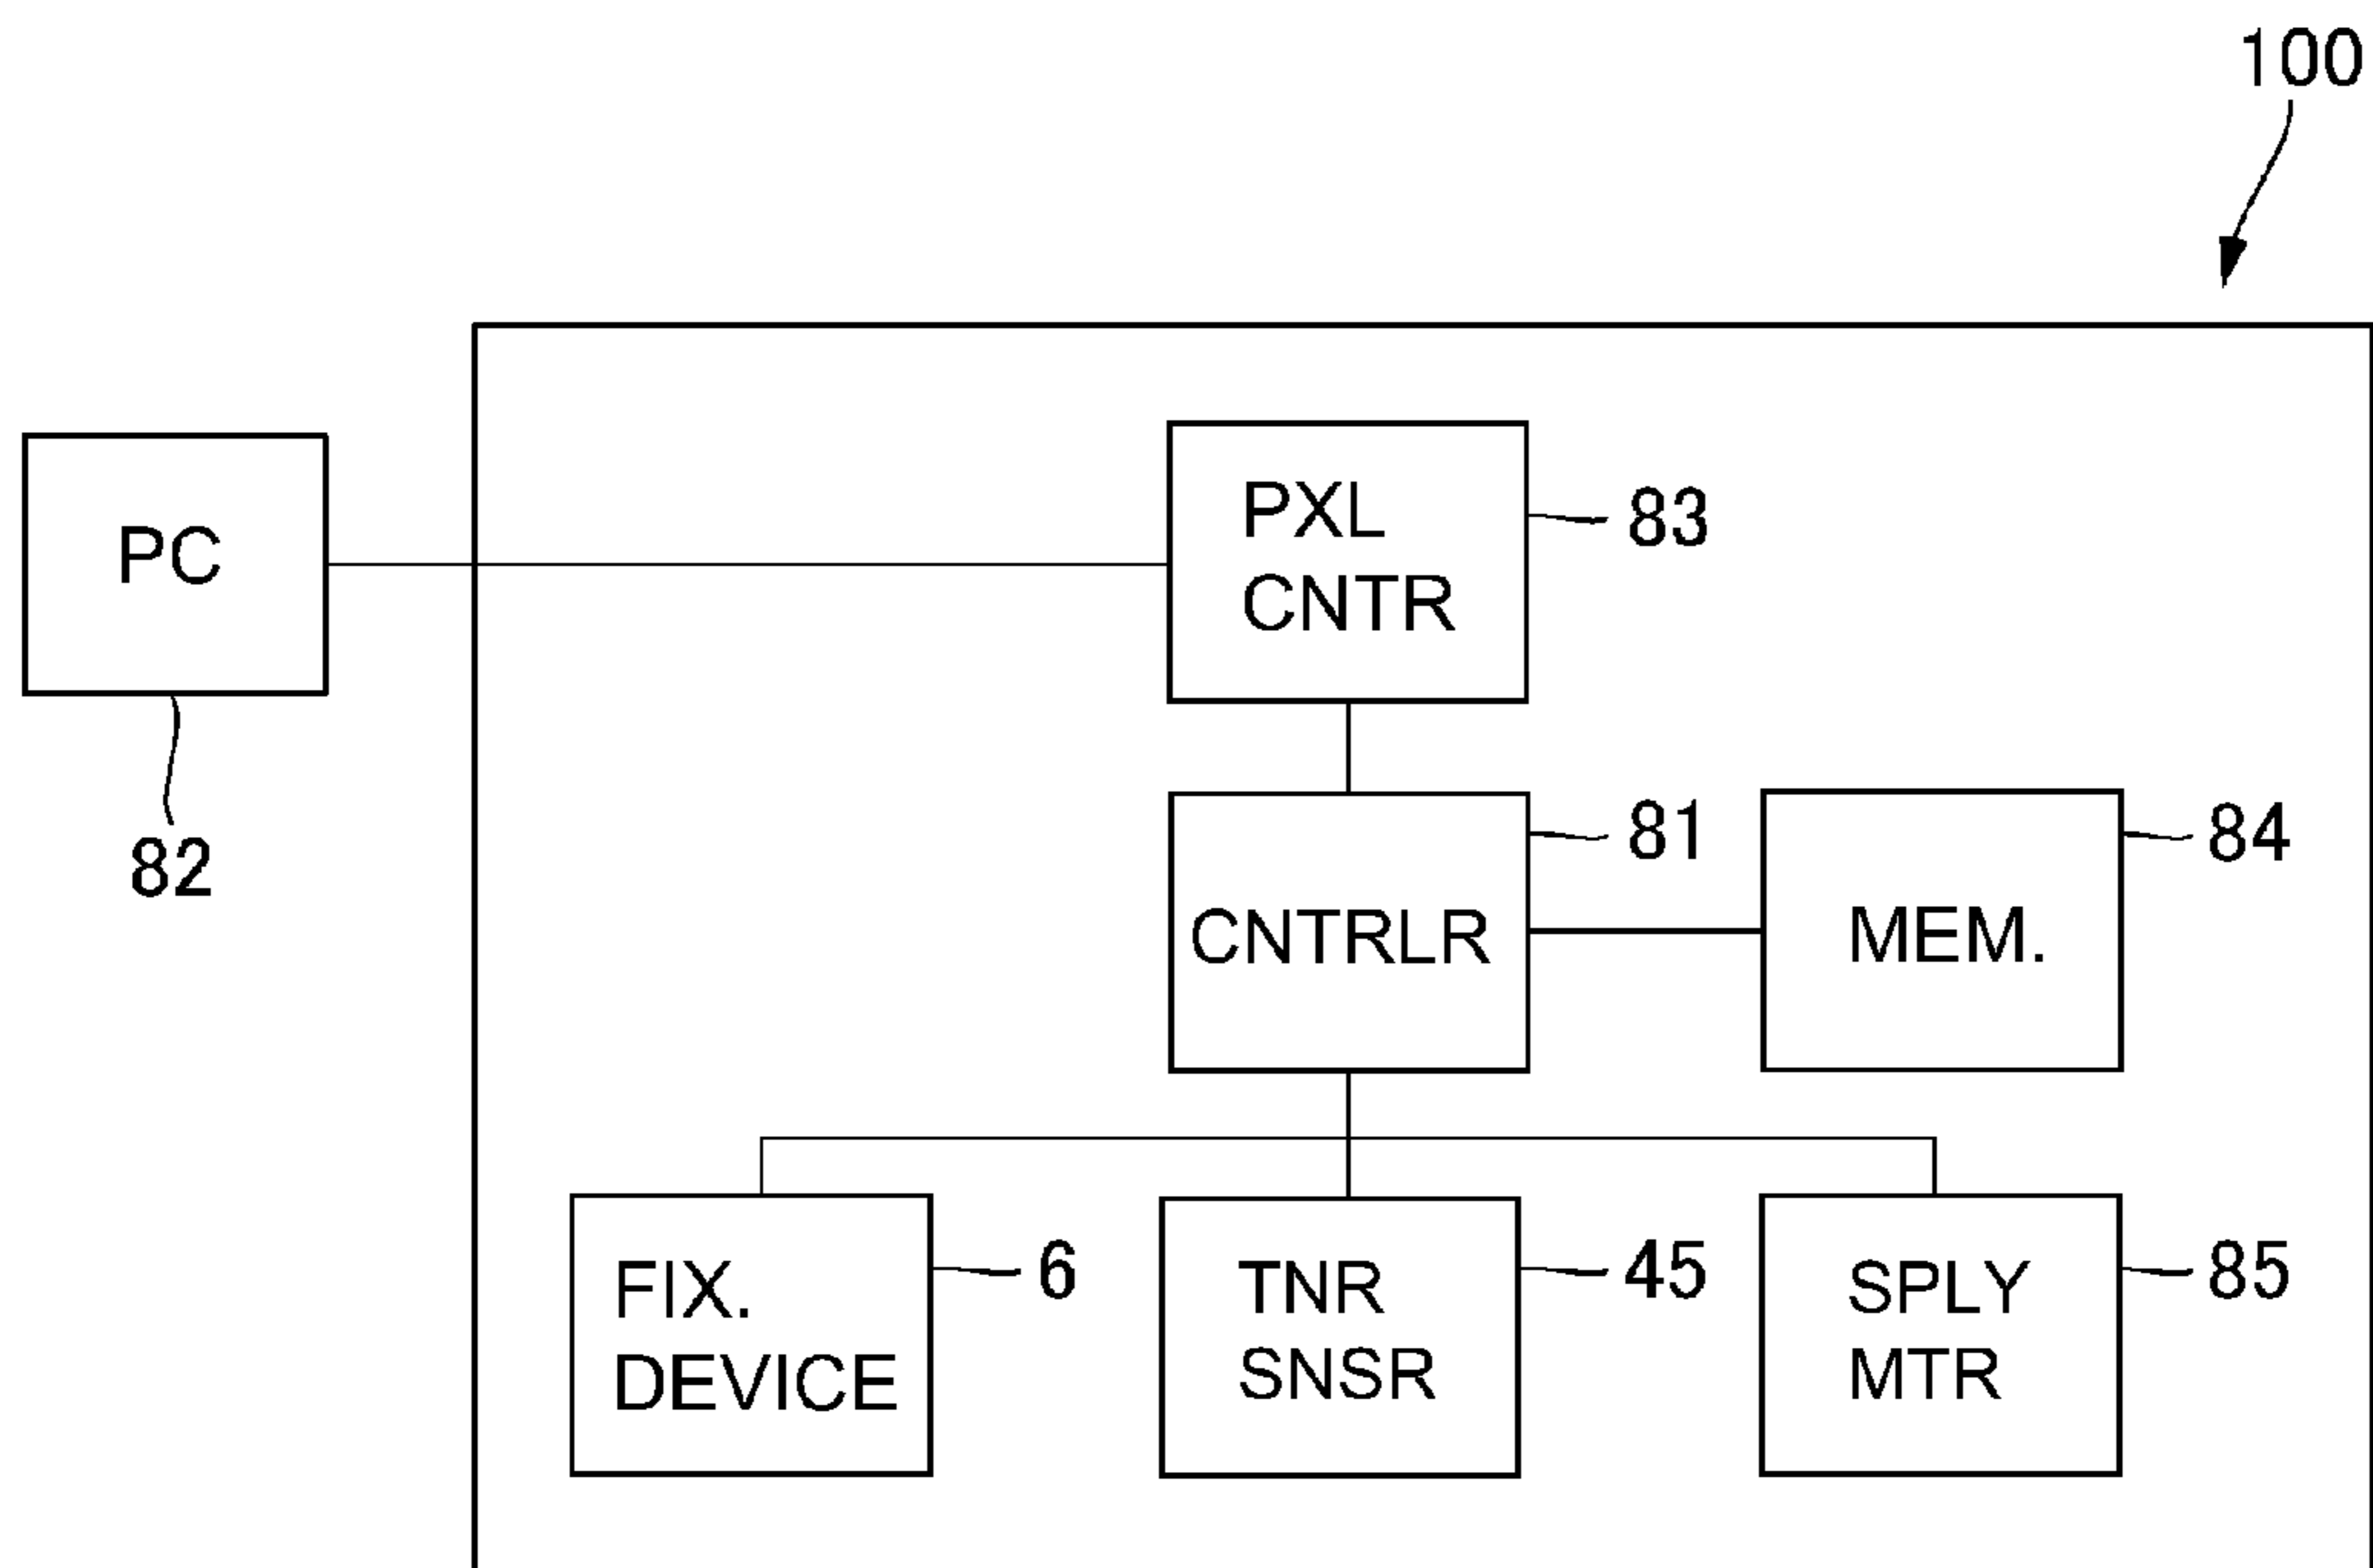 100
PC
82
PXL
CNTR
83
CNTRLR
81
MEM.
84
FIX.
DEVICE
6
TNR
SNSR
45
SPLY
MTR
85